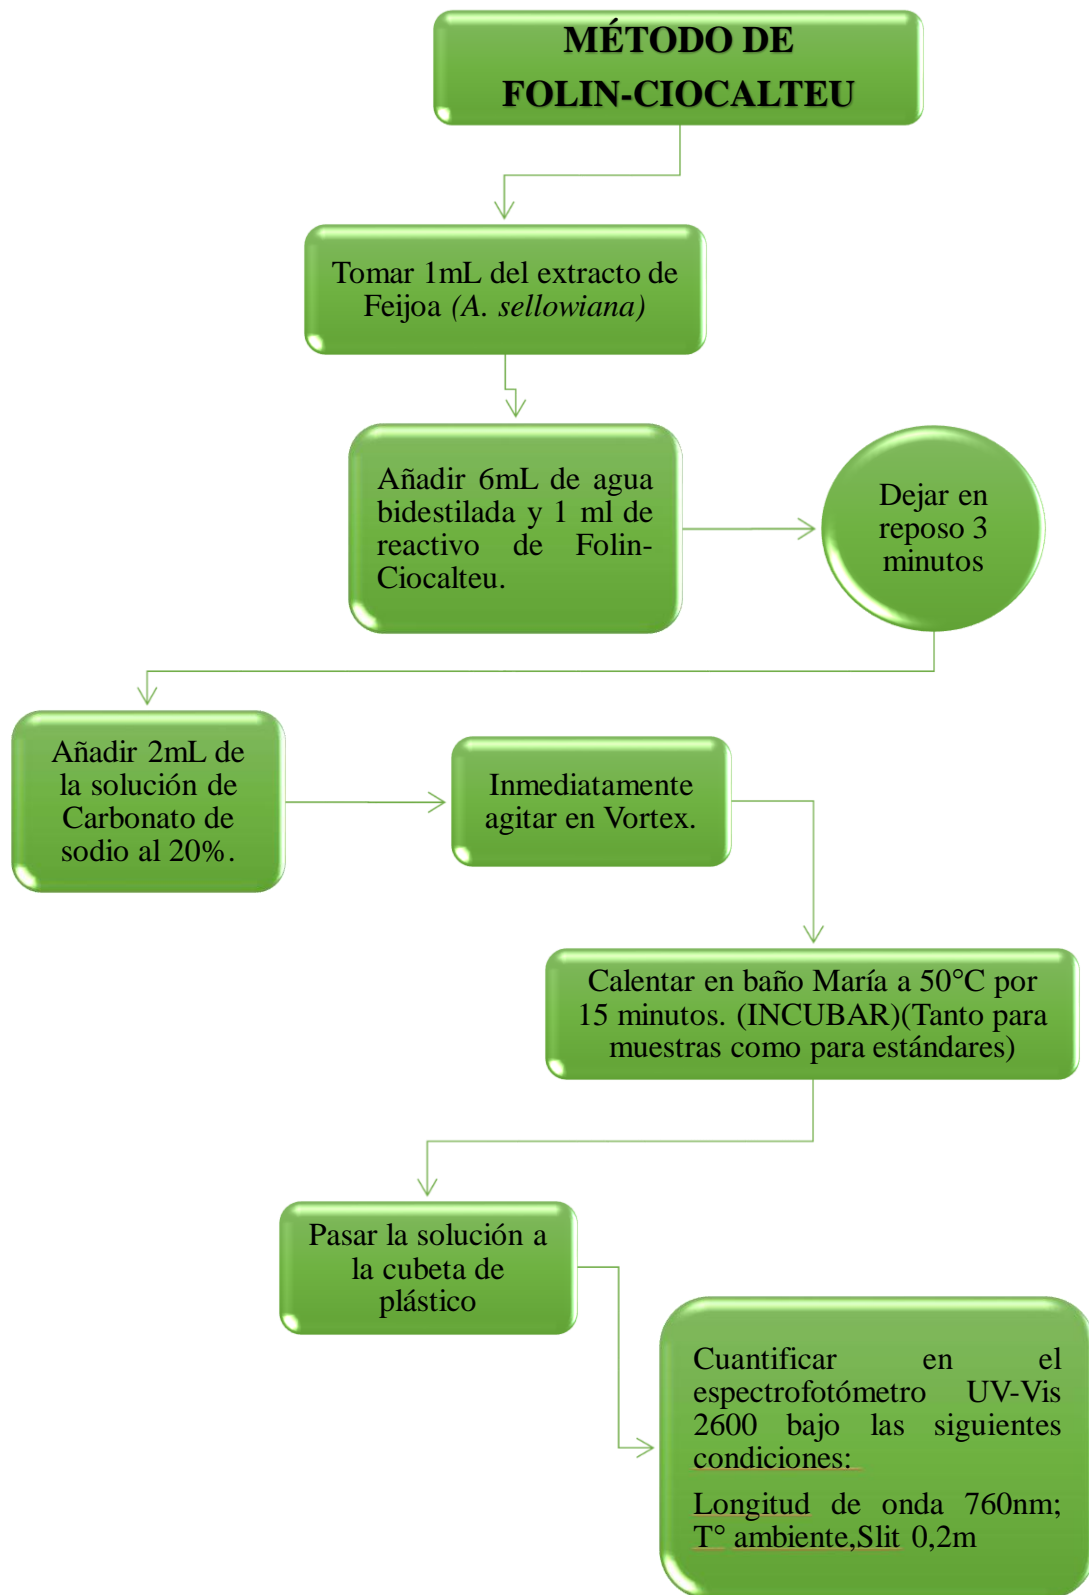 MÉTODO DE
FOLIN-CIOCALTEU
Tomar 1mL del extracto de
Feijoa (A. sellowiana)
Añadir 6mL de agua
bidestilada y 1 ml de
reactivo de Folin-
Ciocalteu.
Dejar en
reposo 3
minutos
Añadir 2mL de
la solución de
Carbonato de
sodio al 20%.
Inmediatamente
agitar en Vortex.
Calentar en baño María a 50°C por
15 minutos. (INCUBAR)(Tanto para
muestras como para estándares)
Pasar la solución a
la cubeta de
plástico
Cuantificar en el
espectrofotómetro UV-Vis
2600 bajo las siguientes
condiciones:
Longitud de onda 760nm;
T° ambiente,Slit 0,2m